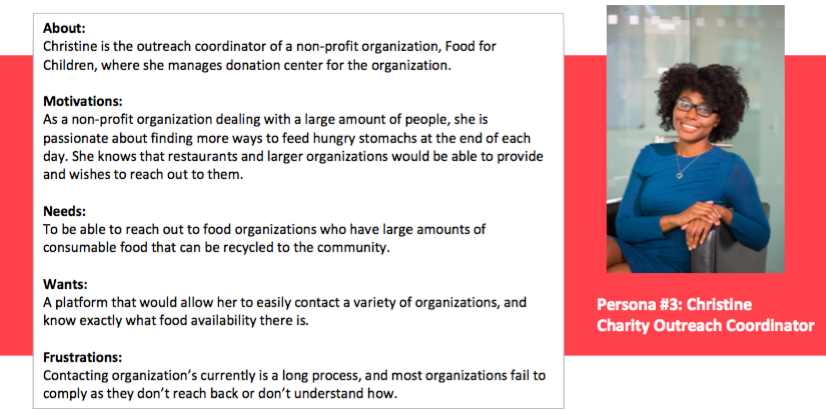 About:
Christine is the outreach coordinator of a non-profit organization, Food for
Children, where she manages donation center for the organization.
Motivations:
As a non-profit organization dealing with a large amount of people, she is
passionate about finding more ways to feed hungry stomachs at the end of each
day. She knows that restaurants and larger organizations would be able to provide
and wishes to reach out to them.
Needs:
To be able to reach out to food organizations who have large amounts of
consumable food that can be recycled to the community.
Wants:
A platform that would allow her to easily contact a variety of organizations, and
know exactly what food availability there is.
Frustrations:
Contacting organization's currently is a long process, and most organizations fail to
comply as they don't reach back or don't understand how.
Persona #3: Christine
Charity Outreach Coordinator